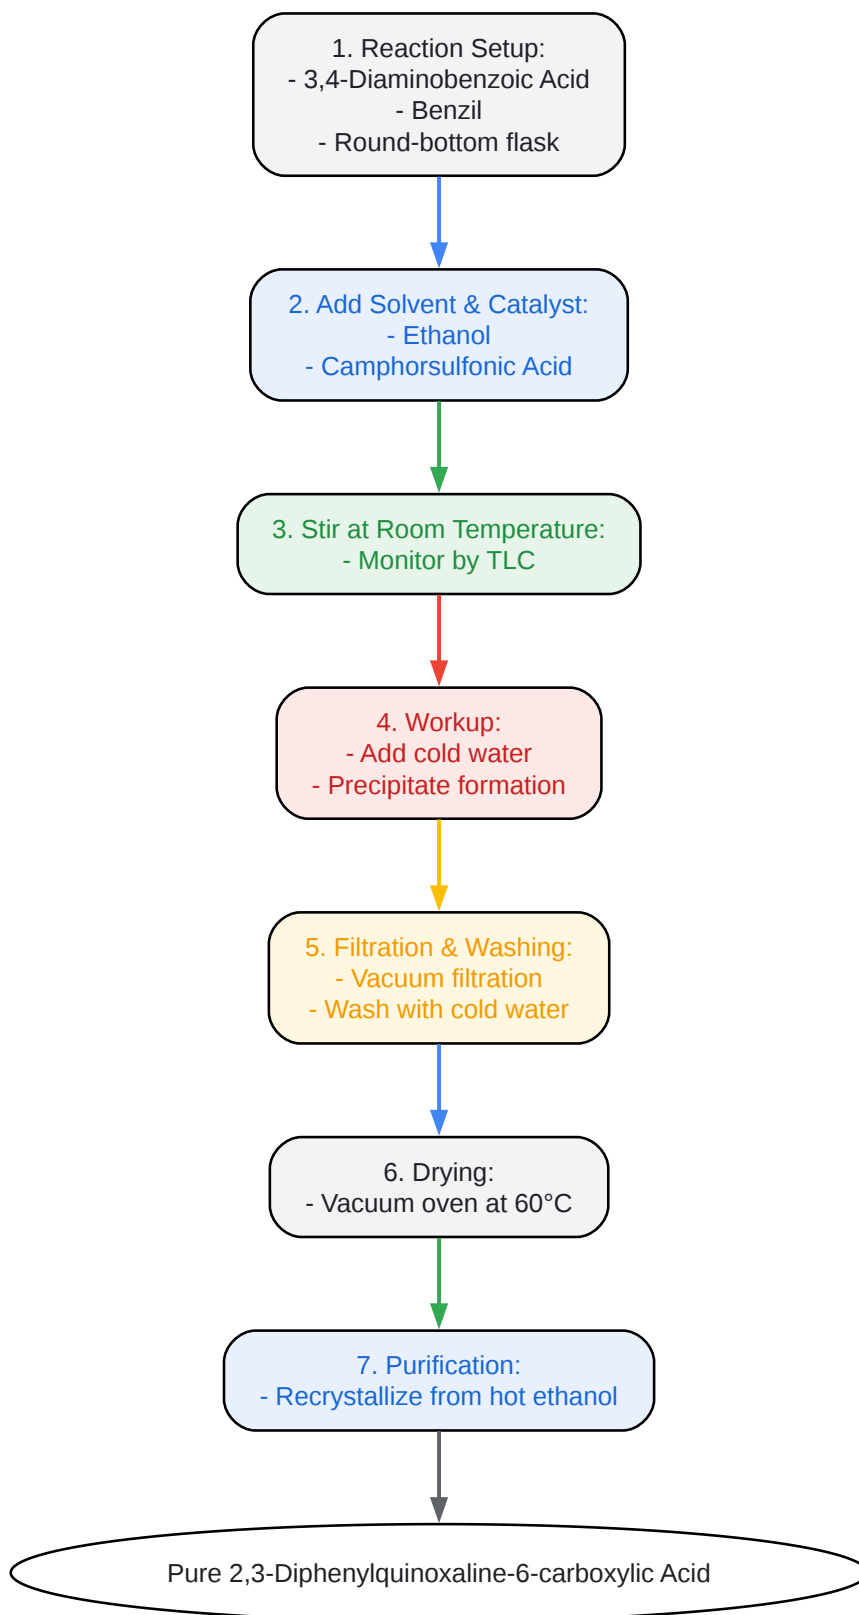 1. Reaction Setup:
- 3,4-Diaminobenzoic Acid
- Benzil
- Round-bottom flask
2. Add Solvent & Catalyst:
- Ethanol
- Camphorsulfonic Acid
3. Stir at Room Temperature:
- Monitor by TLC
4. Workup:
- Add cold water
- Precipitate formation
5. Filtration & Washing:
- Vacuum filtration
- Wash with cold water
6. Drying:
- Vacuum oven at 60°C
7. Purification:
- Recrystallize from hot ethanol
Pure 2,3-Diphenylquinoxaline-6-carboxylic Acid